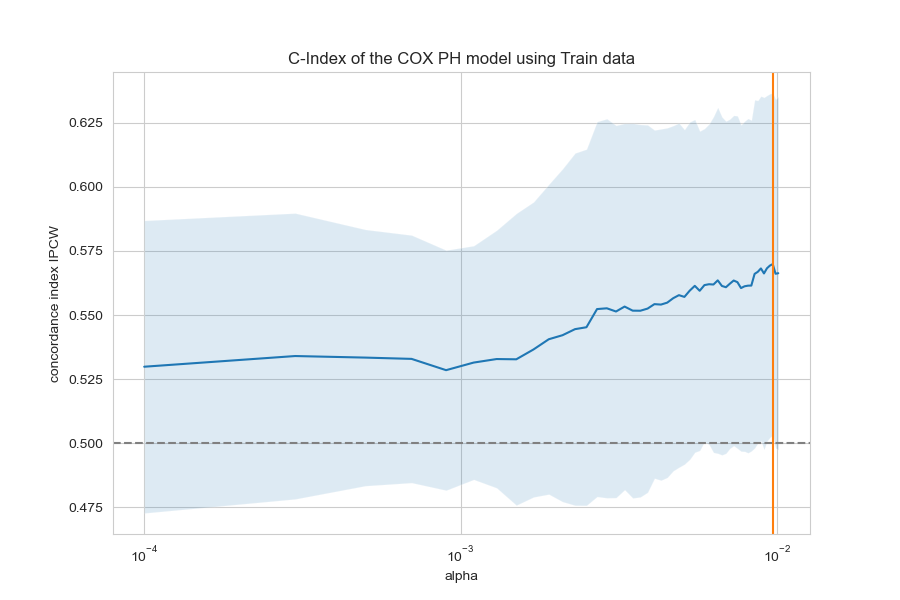 C-Index of the COX PH model using Train data
concordance index IPCW
0.625
0.600
0.575
0.550
0.525
0.500
0.475
10⁻⁴ 10⁻³ 10⁻²
alpha